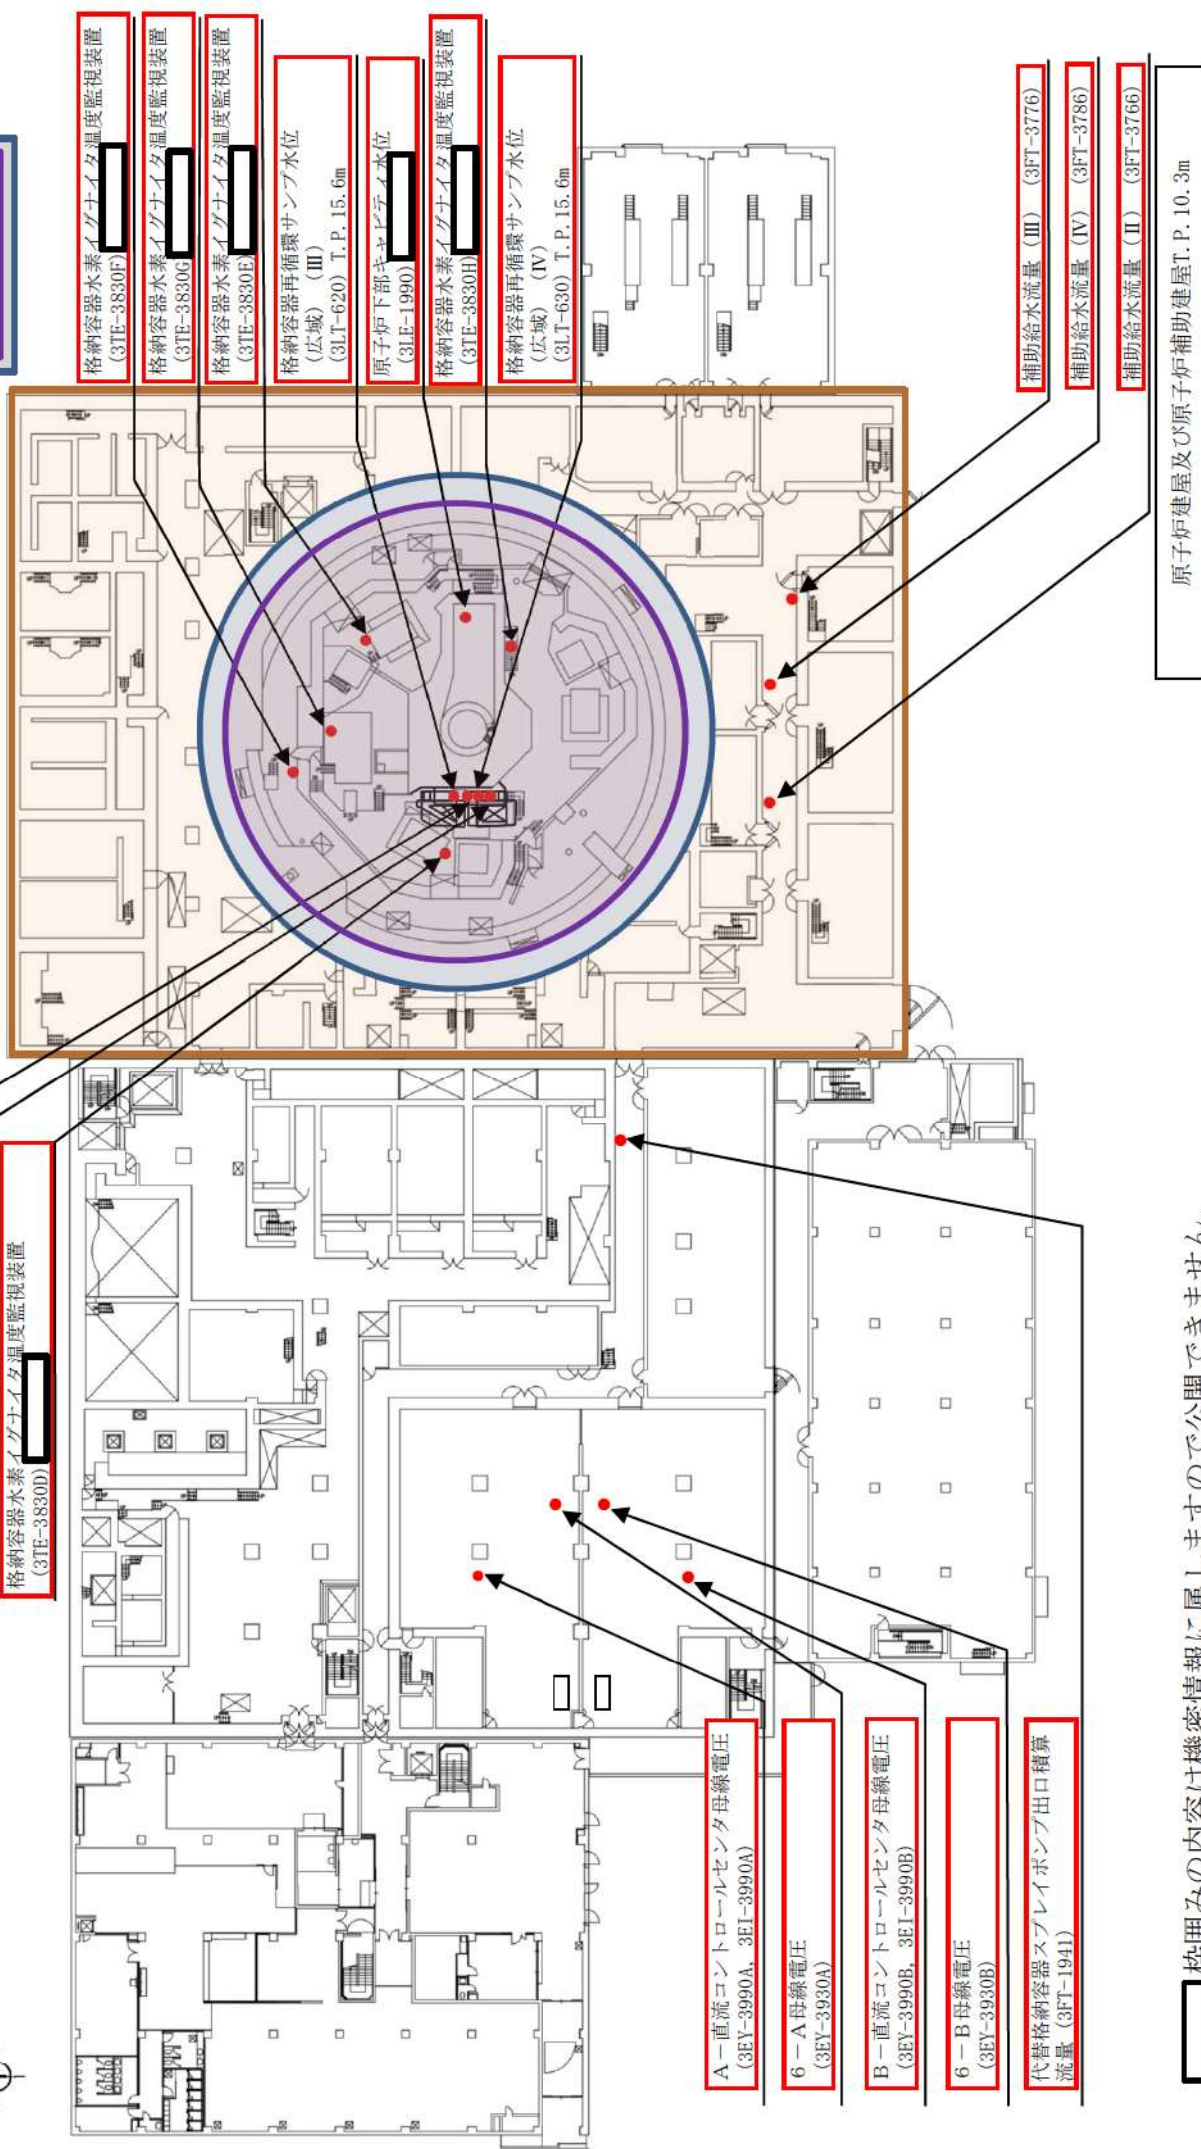 格納容器水素イグナイタ温度監視装置
(3TE-3830F)
格納容器水素イグナイタ温度監視装置
(3TE-3830G)
格納容器水素イグナイタ温度監視装置
(3TE-3830E)
格納容器再循環サンプ水位
(広域) (Ⅲ)
(3LT-620) T.P.15.6m
原子炉下部キャビティ水位
(3LE-1990)
格納容器水素イグナイタ温度監視装置
(3TE-3830H)
格納容器再循環サンプ水位
(広域) (Ⅳ)
(3LT-630) T.P.15.6m
補助給水流量 (Ⅲ) (3FT-3776)
補助給水流量 (Ⅳ) (3FT-3786)
補助給水流量 (Ⅱ) (3FT-3766)
原子炉建屋及び原子炉補助建屋T.P.10.3m
格納容器水素イグナイタ温度監視装置
(3TE-3830D)
A-直流コントロールセンタ母線電圧
(3EY-3990A, 3EI-3990A)
6-A母線電圧
(3EY-3930A)
B-直流コントロールセンタ母線電圧
(3EY-3990B, 3EI-3990B)
6-B母線電圧
(3EY-3930B)
代替格納容器スプレイポンプ出口積算
流量 (3FT-1941)
枠囲みの内容は機密情報に属しますので公開できません。